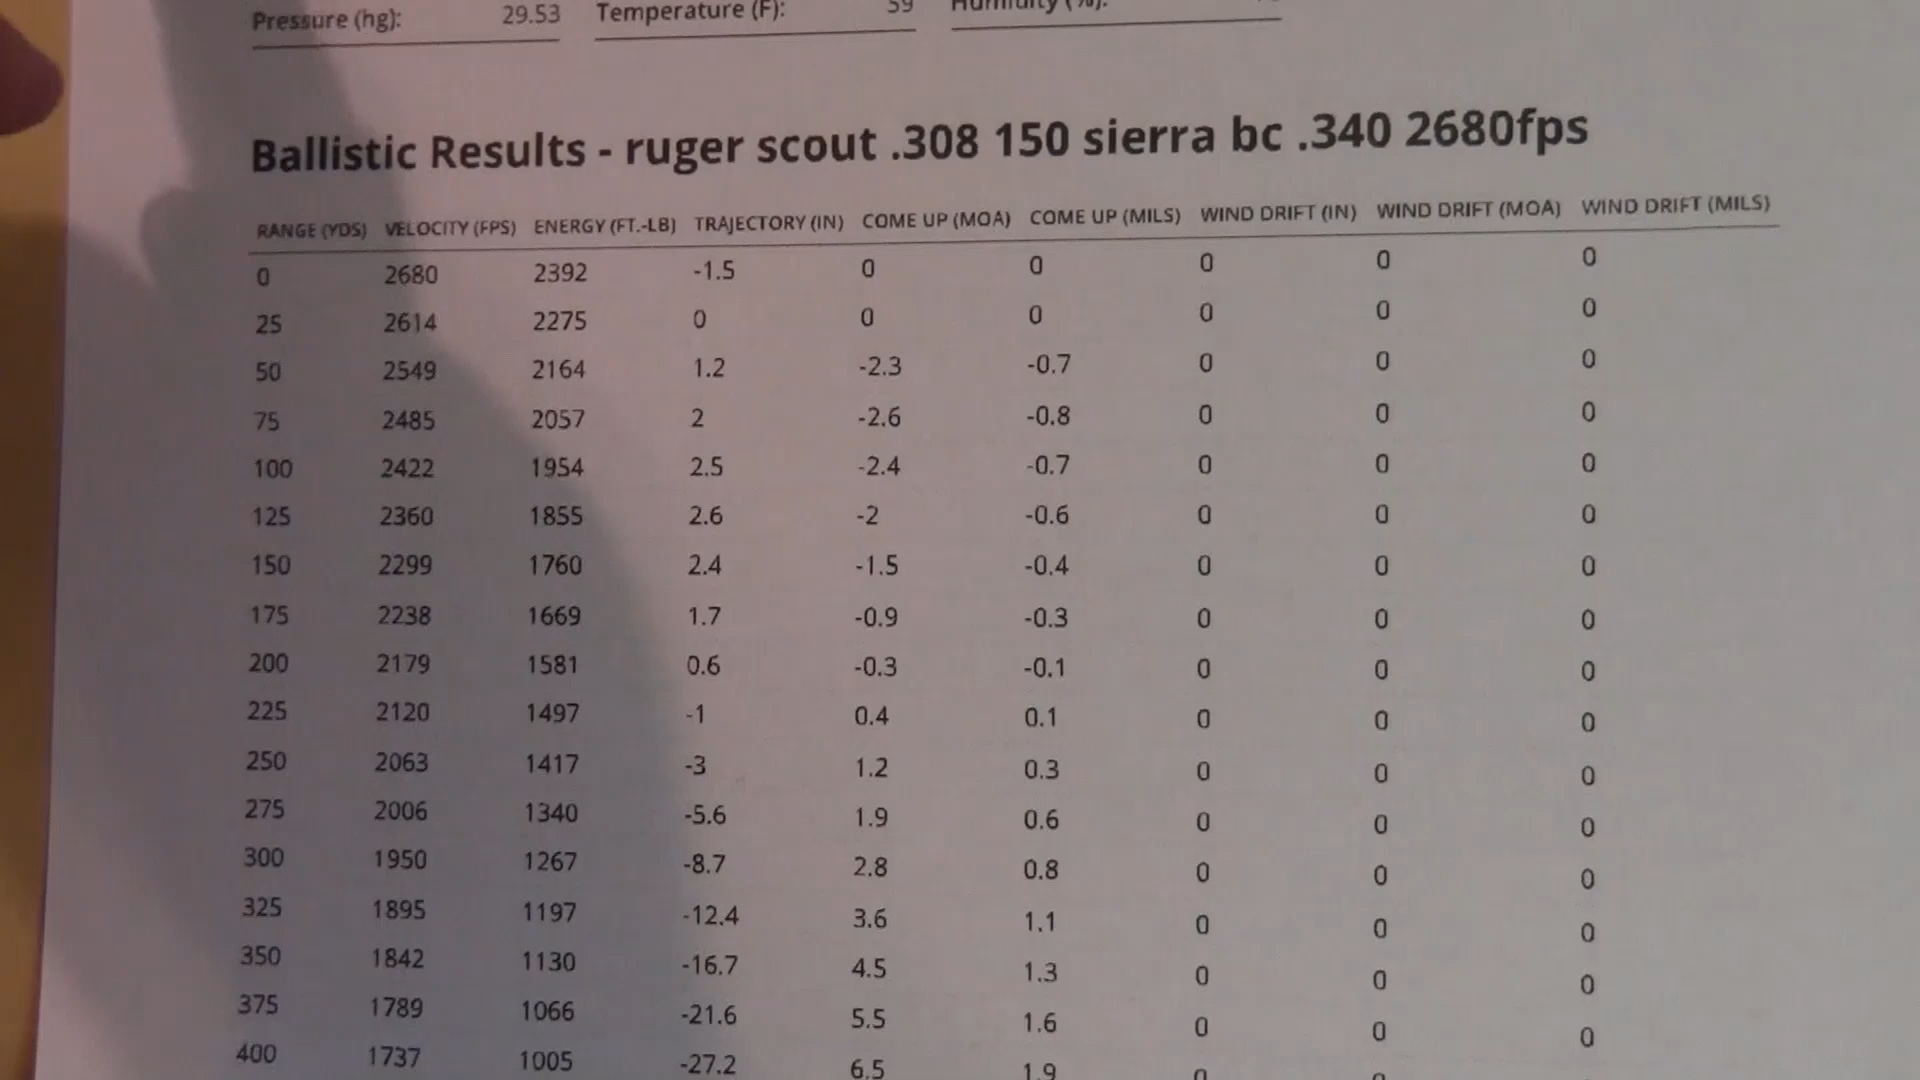 Pressure (hg): 29.53 Temperature (F): 59 Humidity (%):
Ballistic Results - ruger scout .308 150 sierra bc .340 2680fps
RANGE (YDS) VELOCITY (FPS) ENERGY (FT.-LB) TRAJECTORY (IN) COME UP (MOA) COME UP (MILS) WIND DRIFT (IN) WIND DRIFT (MOA) WIND DRIFT (MILS)
0 2680 2392 -1.5 0 0 0 0 0
25 2614 2275 0 0 0 0 0 0
50 2549 2164 1.2 -2.3 -0.7 0 0 0
75 2485 2057 2 -2.6 -0.8 0 0 0
100 2422 1954 2.5 -2.4 -0.7 0 0 0
125 2360 1855 2.6 -2 -0.6 0 0 0
150 2299 1760 2.4 -1.5 -0.4 0 0 0
175 2238 1669 1.7 -0.9 -0.3 0 0 0
200 2179 1581 0.6 -0.3 -0.1 0 0 0
225 2120 1497 -1 0.4 0.1 0 0 0
250 2063 1417 -3 1.2 0.3 0 0 0
275 2006 1340 -5.6 1.9 0.6 0 0 0
300 1950 1267 -8.7 2.8 0.8 0 0 0
325 1895 1197 -12.4 3.6 1.1 0 0 0
350 1842 1130 -16.7 4.5 1.3 0 0 0
375 1789 1066 -21.6 5.5 1.6 0 0 0
400 1737 1005 -27.2 6.5 1.9 0 0